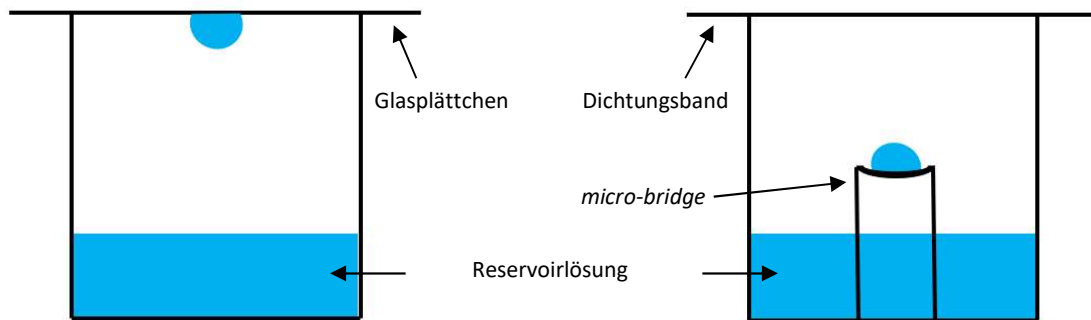 Glasplättchen
Dichtungsband
micro-bridge
Reservoirlösung